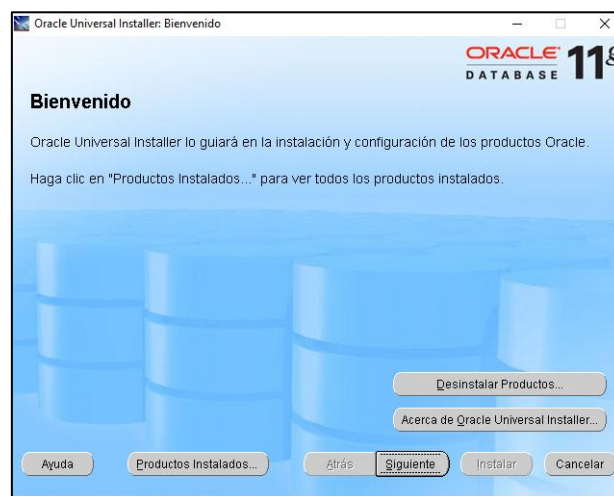 Oracle Universal Installer: Bienvenido
ORACLE
DATABASE 11g
Bienvenido
Oracle Universal Installer lo guiará en la instalación y configuración de los productos Oracle.
Haga clic en "Productos Instalados..." para ver todos los productos instalados.
Desinstalar Productos...
Acerca de Oracle Universal Installer...
Ayuda Productos Instalados... Atrás Siguiente Instalar Cancelar